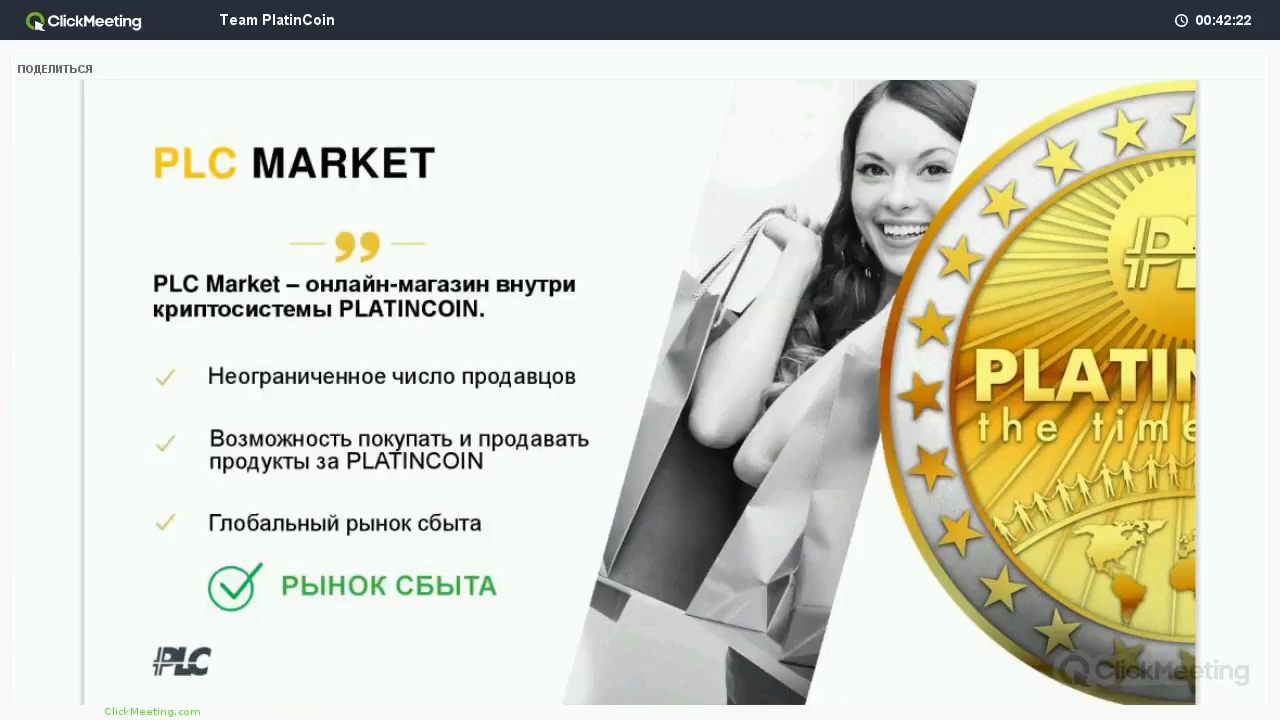 ClickMeeting
Team PlatinCoin
00:42:22
ПОДЕЛИТЬСЯ
PLC MARKET
PLC Market – онлайн-магазин внутри
криптосистемы PLATINCOIN.
Неограниченное число продавцов
Возможность покупать и продавать
продукты за PLATINCOIN
Глобальный рынок сбыта
РЫНОК СБЫТА
PLC
PL
PLATIN
the time
ClickMeeting
ClickMeeting.com